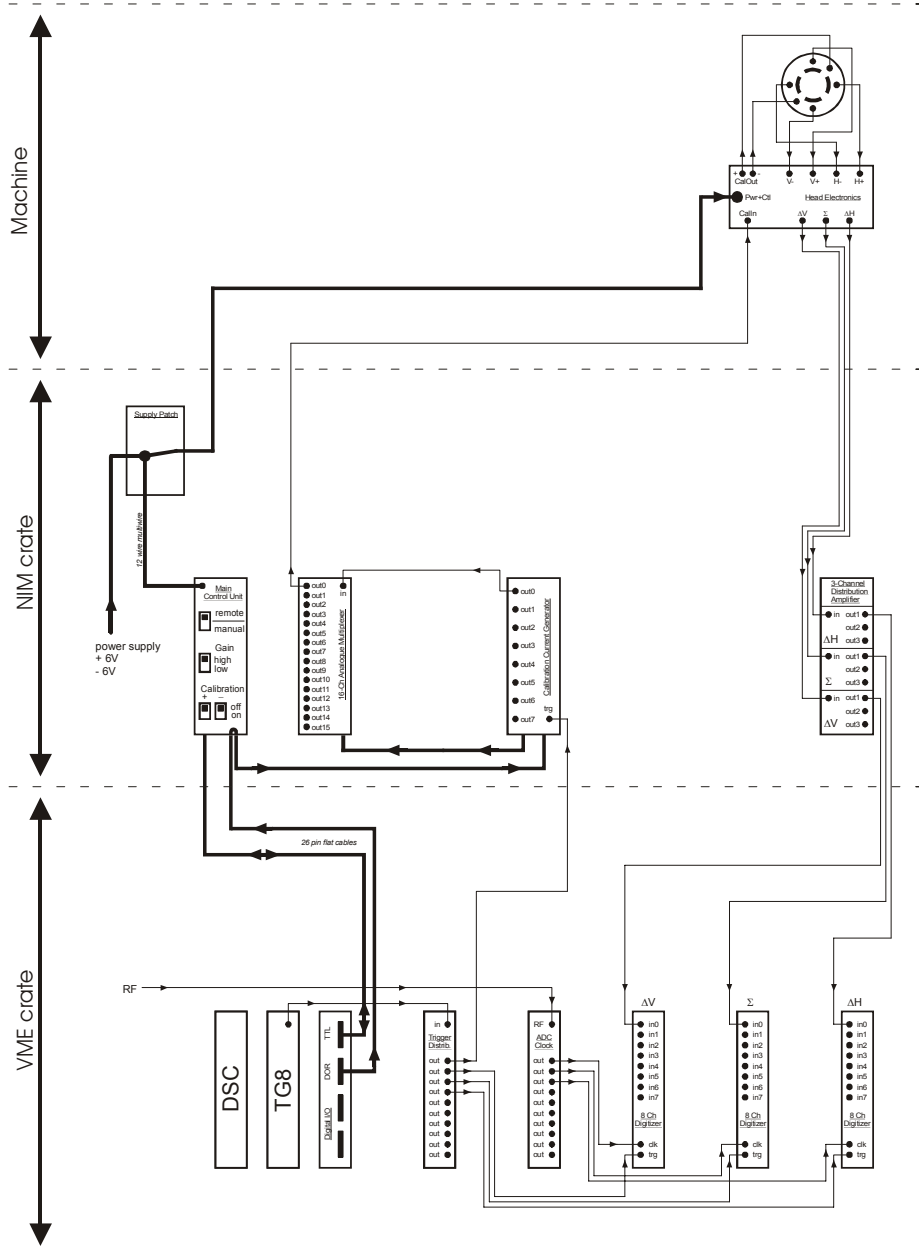 Machine
+ -
CalOut V- V+ H- H+
Pwr+Ctl Head Electronics
CalIn ΔV Σ ΔH
NIM crate
Supply Patch
12 wire multiwire
power supply
+ 6V
- 6V
Main
Control Unit
remote
manual
Gain
high
low
Calibration
+ -
off
on
out0 in
out1
out2
out3
out4
out5
out6
out7
out8
out9
out10
out11
out12
out13
out14
out15
16-Ch Analogue Multiplexer
out0
out1
out2
out3
out4
out5
out6
out7
trg
Calibration Current Generator
3-Channel
Distribution
Amplifier
in out1
out2
ΔH out3
in out1
out2
Σ out3
in out1
out2
ΔV out3
VME crate
26 pin flat cables
RF
DSC
TG8
TTL
DOR
Digital I/O
in
Trigger
Distrib.
out
out
out
out
out
out
out
out
out
out
RF
ADC
Clock
out
out
out
out
out
out
out
out
out
out
ΔV
in0
in1
in2
in3
in4
in5
in6
in7
8 Ch
Digitizer
clk
trg
Σ
in0
in1
in2
in3
in4
in5
in6
in7
8 Ch
Digitizer
clk
trg
ΔH
in0
in1
in2
in3
in4
in5
in6
in7
8 Ch
Digitizer
clk
trg